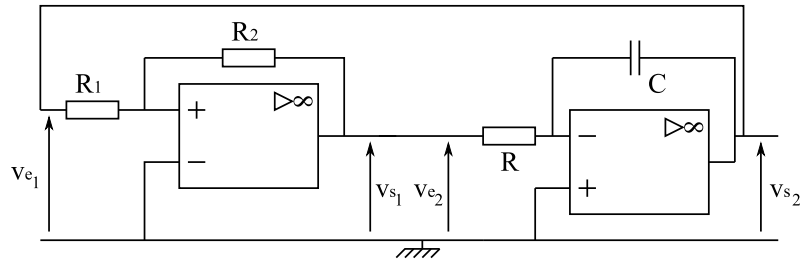 R2
R1
C
▷∞
▷∞
+
−
−
R
+
ve1
vs1
ve2
vs2